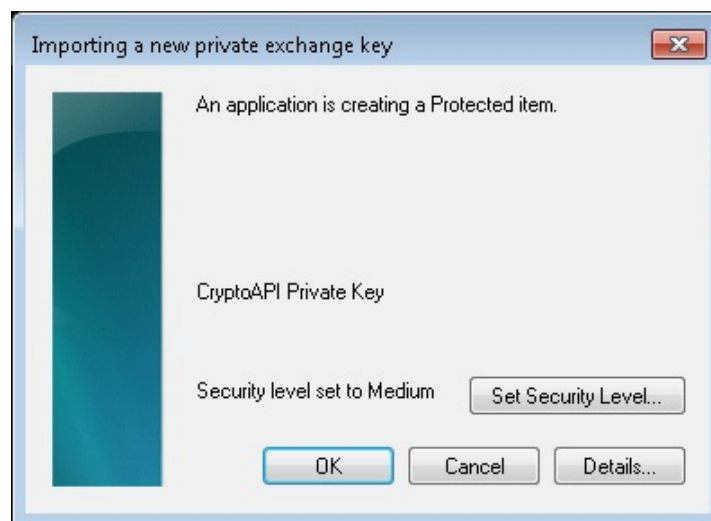 Importing a new private exchange key
An application is creating a Protected item.
CryptoAPI Private Key
Security level set to Medium
Set Security Level...
OK
Cancel
Details...